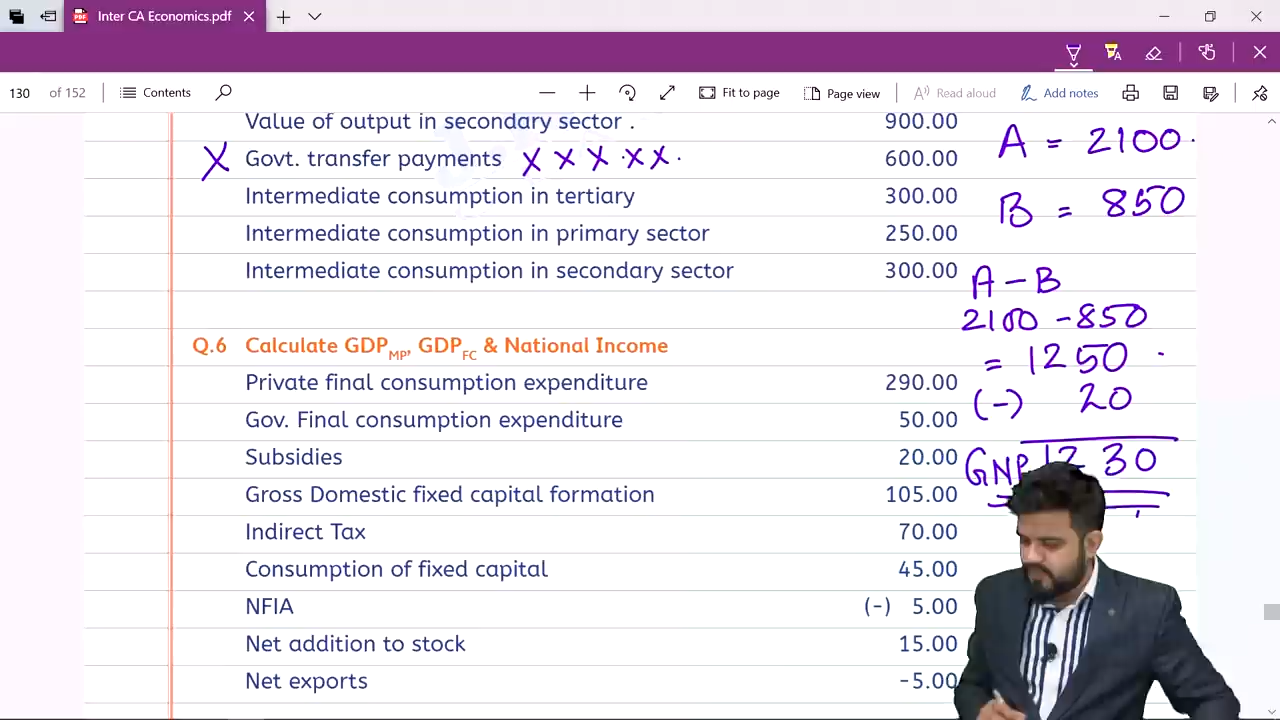 Inter CA Economics.pdf
130 of 152 Contents Fit to page Page view Read aloud Add notes
Value of output in secondary sector . 900.00
X Govt. transfer payments X X X X X 600.00
Intermediate consumption in tertiary 300.00
Intermediate consumption in primary sector 250.00
Intermediate consumption in secondary sector 300.00
Q.6 Calculate GDPMP, GDPFC & National Income
Private final consumption expenditure 290.00
Gov. Final consumption expenditure 50.00
Subsidies 20.00
Gross Domestic fixed capital formation 105.00
Indirect Tax 70.00
Consumption of fixed capital 45.00
NFIA (-) 5.00
Net addition to stock 15.00
Net exports -5.00
A = 2100
B = 850
A - B
2100 - 850
= 1250
(-) 20
GNP 1230